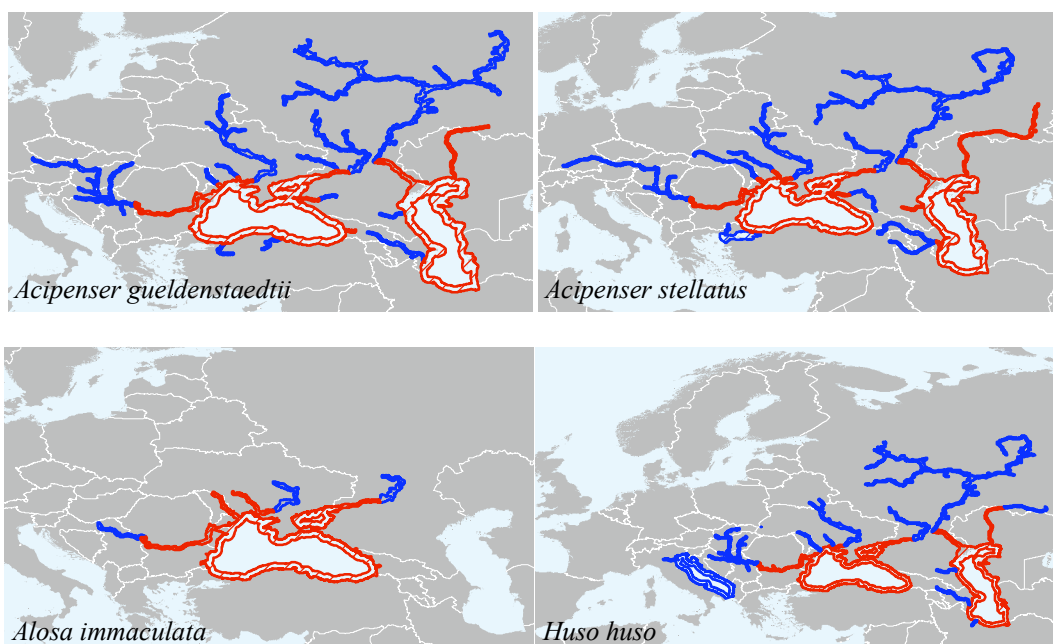 Acipenser gueldenstaedtii
Acipenser stellatus
Alosa immaculata
Huso huso